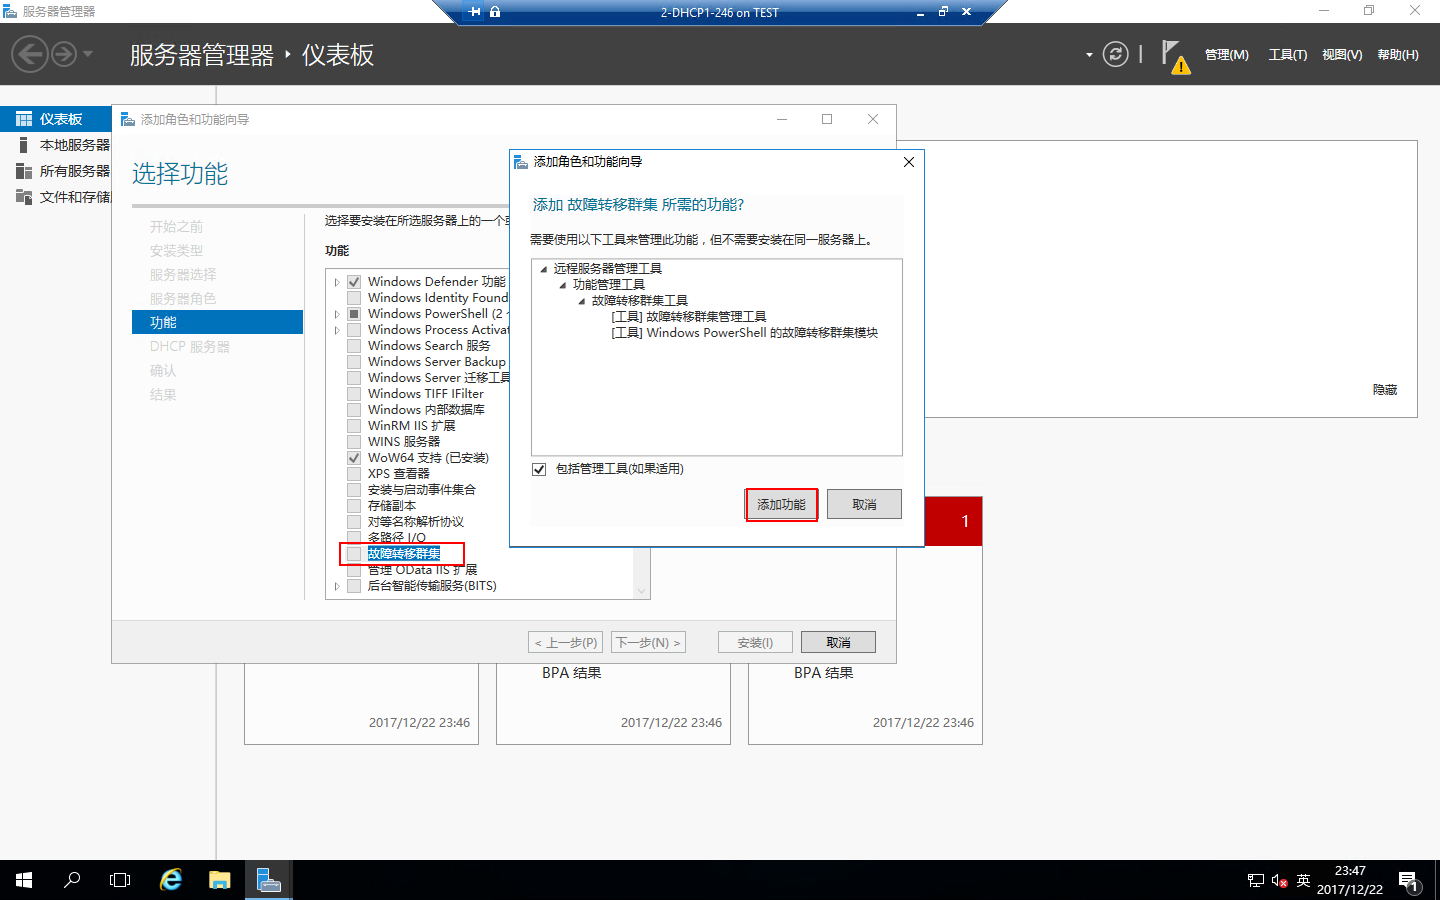 服务器管理器
2-DHCP1-246 on TEST
服务器管理器 · 仪表板
管理(M) 工具(T) 视图(V) 帮助(H)
仪表板
本地服务器
所有服务器
文件和存储
添加角色和功能向导
选择功能
开始之前
安装类型
服务器选择
服务器角色
功能
DHCP 服务器
确认
结果
选择要安装在所选服务器上的一个
功能
Windows Defender 功能
Windows Identity Found
Windows PowerShell (2
Windows Process Activat
Windows Search 服务
Windows Server Backup
Windows Server 迁移工具
Windows TIFF IFilter
Windows 内部数据库
WinRM IIS 扩展
WINS 服务器
WoW64 支持 (已安装)
XPS 查看器
安装与启动事件集合
存储副本
对等名称解析协议
多路径 I/O
故障转移群集
管理 OData IIS 扩展
后台智能传输服务(BITS)
< 上一步(P) 下一步(N) > 安装(I) 取消
添加角色和功能向导
添加 故障转移群集 所需的功能?
需要使用以下工具来管理此功能，但不需要安装在同一服务器上。
远程服务器管理工具
功能管理工具
故障转移群集工具
[工具] 故障转移群集管理工具
[工具] Windows PowerShell 的故障转移群集模块
包括管理工具(如果适用)
添加功能 取消
隐藏
1
BPA 结果 BPA 结果
2017/12/22 23:46 2017/12/22 23:46 2017/12/22 23:46
英
23:47
2017/12/22
1